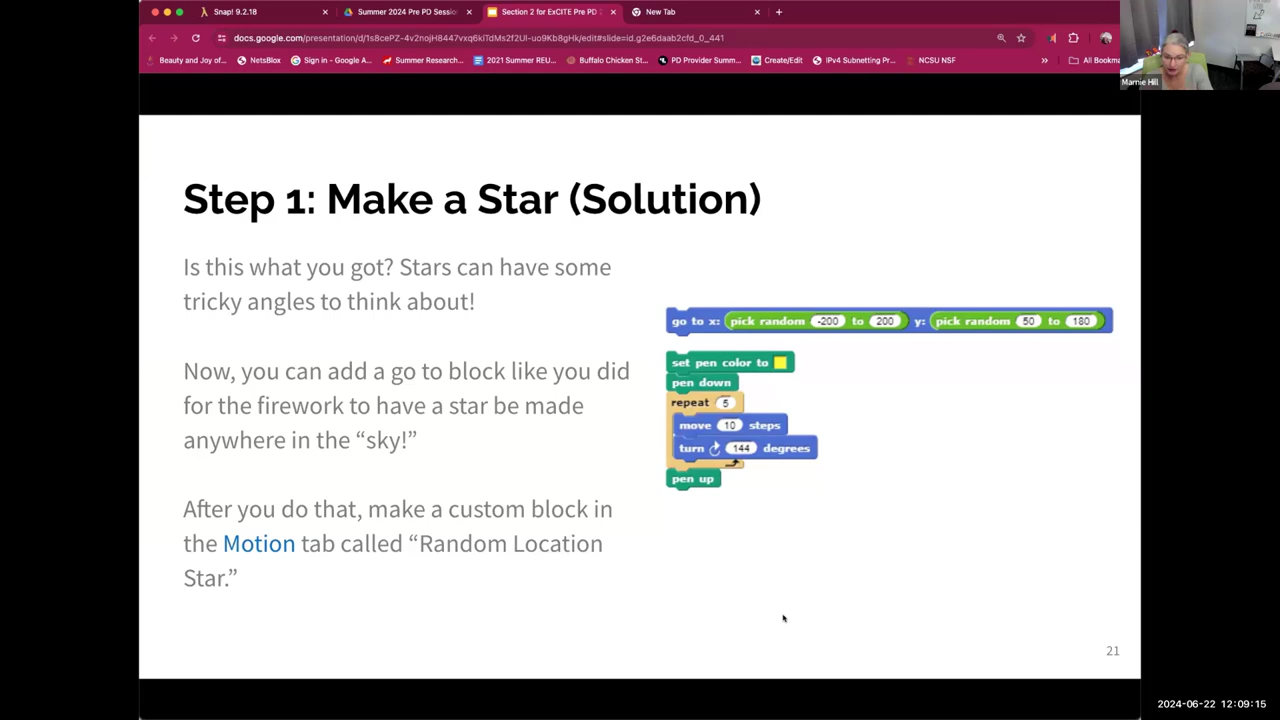 Snap! 9.2.18
Summer 2024 Pre PD Sessio
Section 2 for ExCITE Pre PD
New Tab
docs.google.com/presentation/d/1s8cePZ-4v2nojH8447vxq6kiTdMs2f2Ul-uo9Kb8gHk/edit#slide=id.g2e6daab2cfd_0_441
Beauty and Joy of...
NetsBlox
Sign in - Google A...
Summer Research...
2021 Summer REU...
Buffalo Chicken St...
PD Provider Summ...
Create/Edit
IPv4 Subnetting Pr...
NCSU NSF
All Bookma
Marnie Hill
Step 1: Make a Star (Solution)
Is this what you got? Stars can have some
tricky angles to think about!
Now, you can add a go to block like you did
for the firework to have a star be made
anywhere in the “sky!”
After you do that, make a custom block in
the Motion tab called “Random Location
Star.”
go to x: pick random -200 to 200 y: pick random 50 to 180
set pen color to
pen down
repeat 5
move 10 steps
turn 144 degrees
pen up
21
2024-06-22 12:09:15